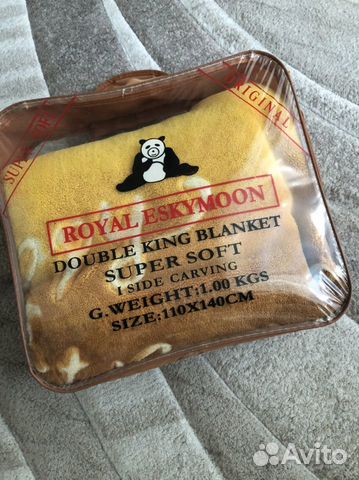 ORIGINAL
ROYAL ESKYMOON
DOUBLE KING BLANKET
SUPER SOFT
1 SIDE CARVING
G.WEIGHT:1.00 KGS
SIZE:110X140CM
Avito